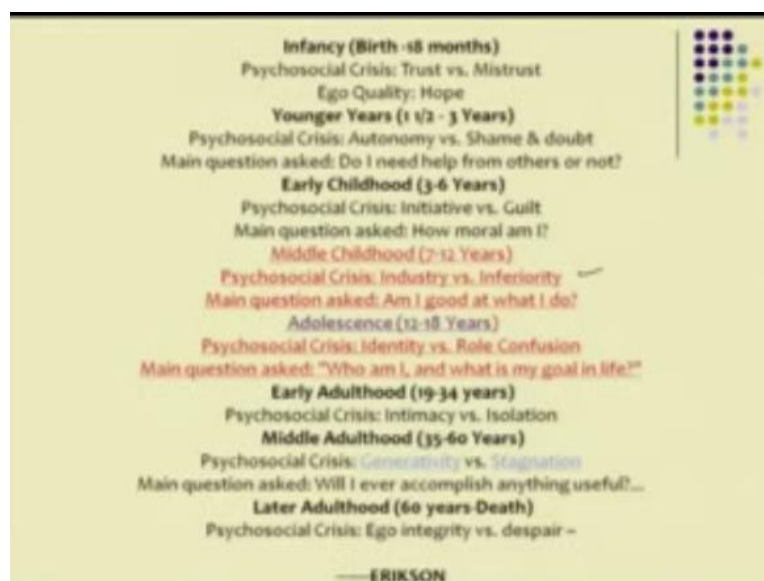 Infancy (Birth -18 months)
Psychosocial Crisis: Trust vs. Mistrust
Ego Quality: Hope
Younger Years (1 1/2 - 3 Years)
Psychosocial Crisis: Autonomy vs. Shame & doubt
Main question asked: Do I need help from others or not?
Early Childhood (3-6 Years)
Psychosocial Crisis: Initiative vs. Guilt
Main question asked: How moral am I?
Middle Childhood (7-12 Years)
Psychosocial Crisis: Industry vs. Inferiority
Main question asked: Am I good at what I do?
Adolescence (12-18 Years)
Psychosocial Crisis: Identity vs. Role Confusion
Main question asked: "Who am I, and what is my goal in life?"
Early Adulthood (19-34 years)
Psychosocial Crisis: Intimacy vs. Isolation
Middle Adulthood (35-60 Years)
Psychosocial Crisis: Generativity vs. Stagnation
Main question asked: Will I ever accomplish anything useful?...
Later Adulthood (60 years-Death)
Psychosocial Crisis: Ego integrity vs. despair –
——ERIKSON